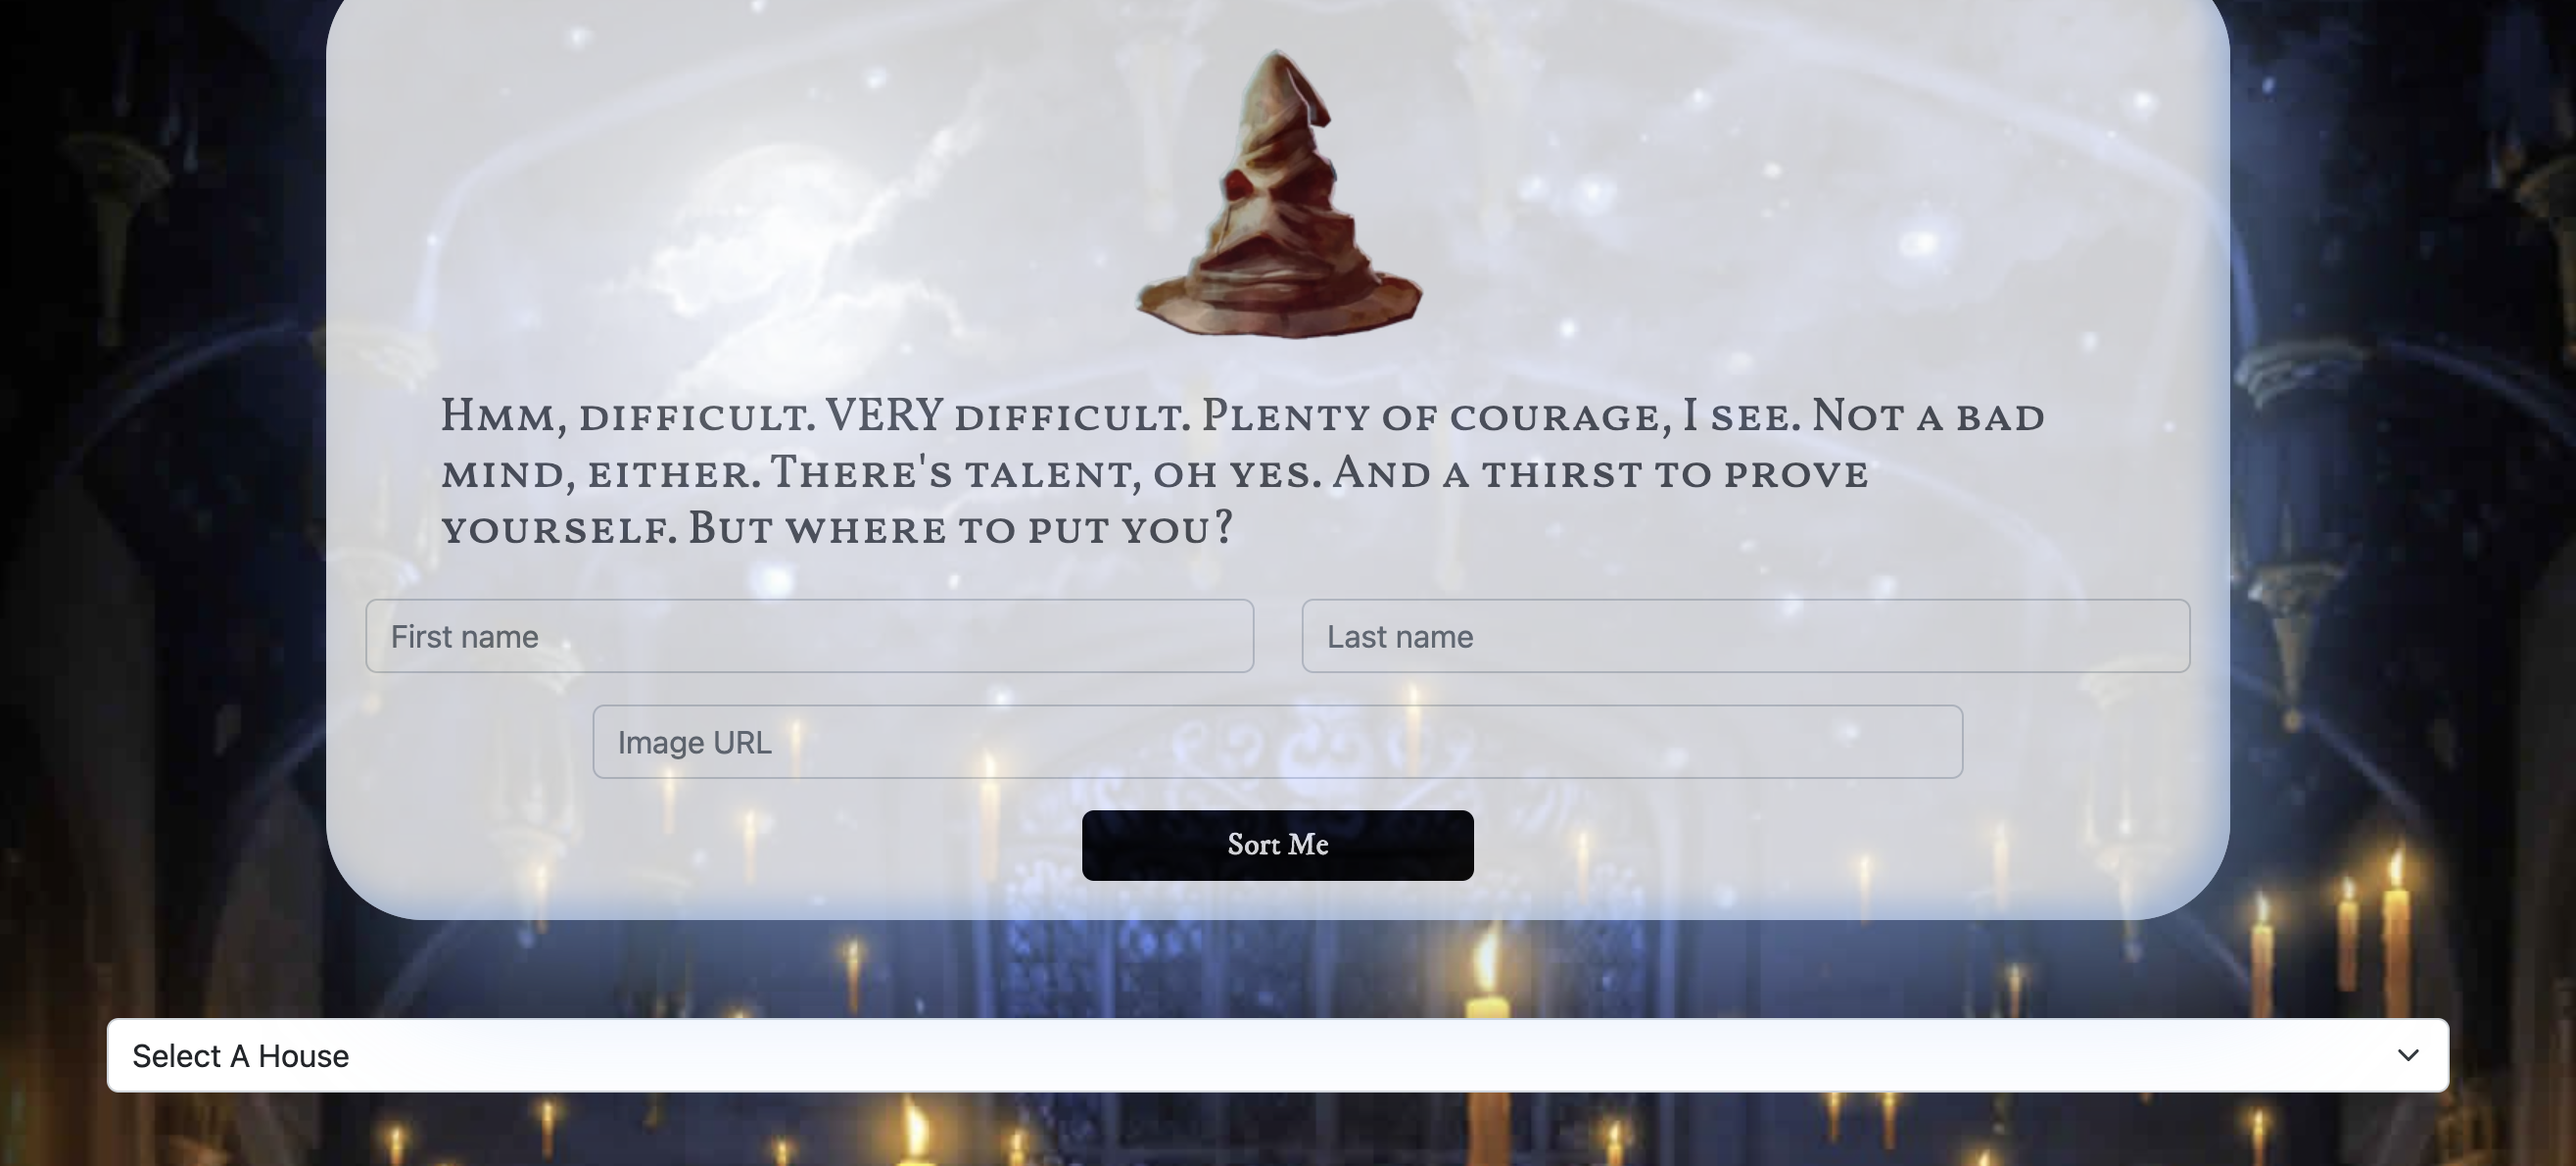 Hmm, difficult. VERY difficult. Plenty of courage, I see. Not a bad
mind, either. There's talent, oh yes. And a thirst to prove
yourself. But where to put you?
First name
Last name
Image URL
Sort Me
Select A House